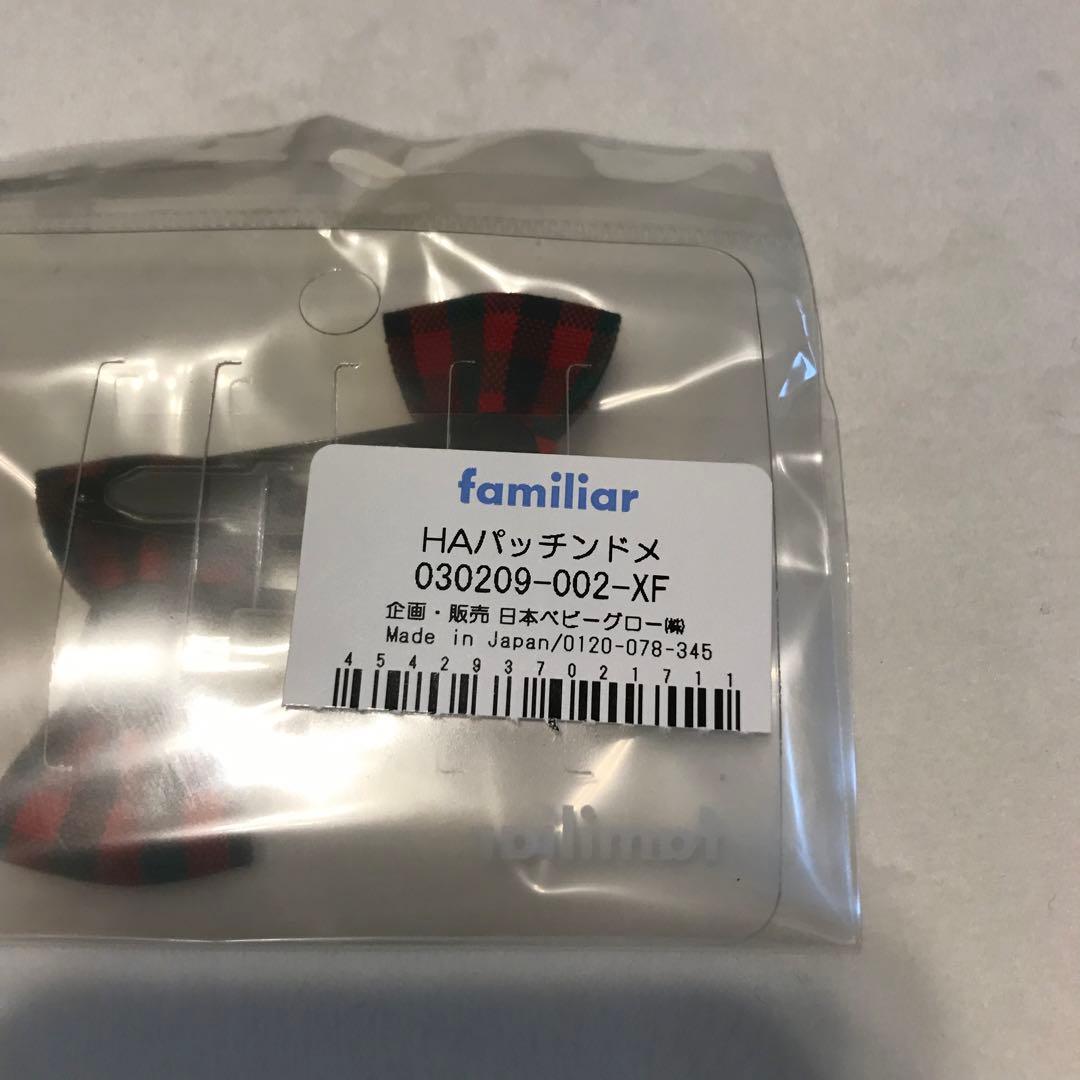 familiar
HAパッチンドメ
030209-002-XF
企画・販売 日本ベビーグロー㈱
Made in Japan/0120-078-345
4542937021711
familiar